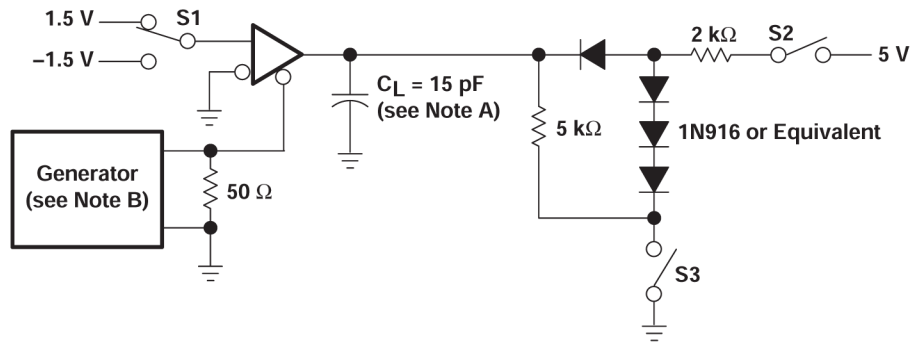 1.5 V
S1
−1.5 V
2 kΩ
S2
5 V
CL = 15 pF
(see Note A)
5 kΩ
1N916 or Equivalent
Generator
(see Note B)
50 Ω
S3